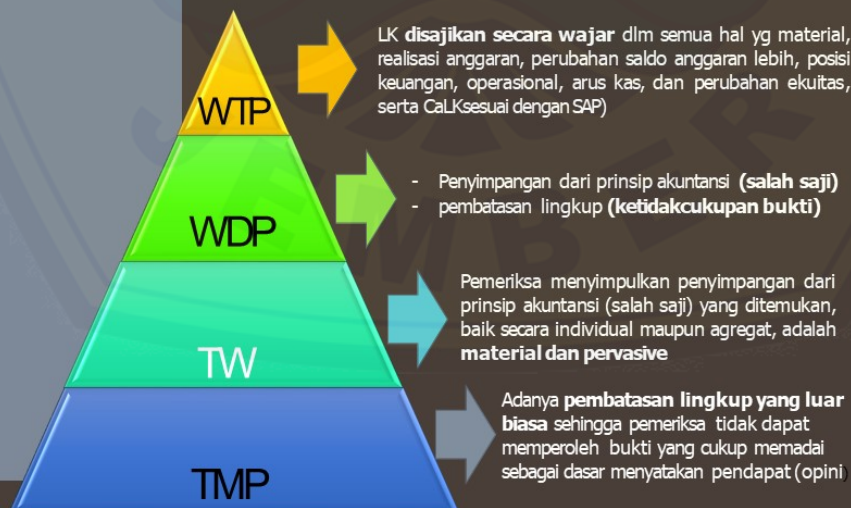 WTP
LK disajikan secara wajar dlm semua hal yg material,
realisasi anggaran, perubahan saldo anggaran lebih, posisi
keuangan, operasional, arus kas, dan perubahan ekuitas,
serta CaLKsesuai dengan SAP)
WDP
- Penyimpangan dari prinsip akuntansi (salah saji)
- pembatasan lingkup (ketidakcukupan bukti)
TW
Pemeriksa menyimpulkan penyimpangan dari
prinsip akuntansi (salah saji) yang ditemukan,
baik secara individual maupun agregat, adalah
material dan pervasive
TMP
Adanya pembatasan lingkup yang luar
biasa sehingga pemeriksa tidak dapat
memperoleh bukti yang cukup memadai
sebagai dasar menyatakan pendapat (opini)